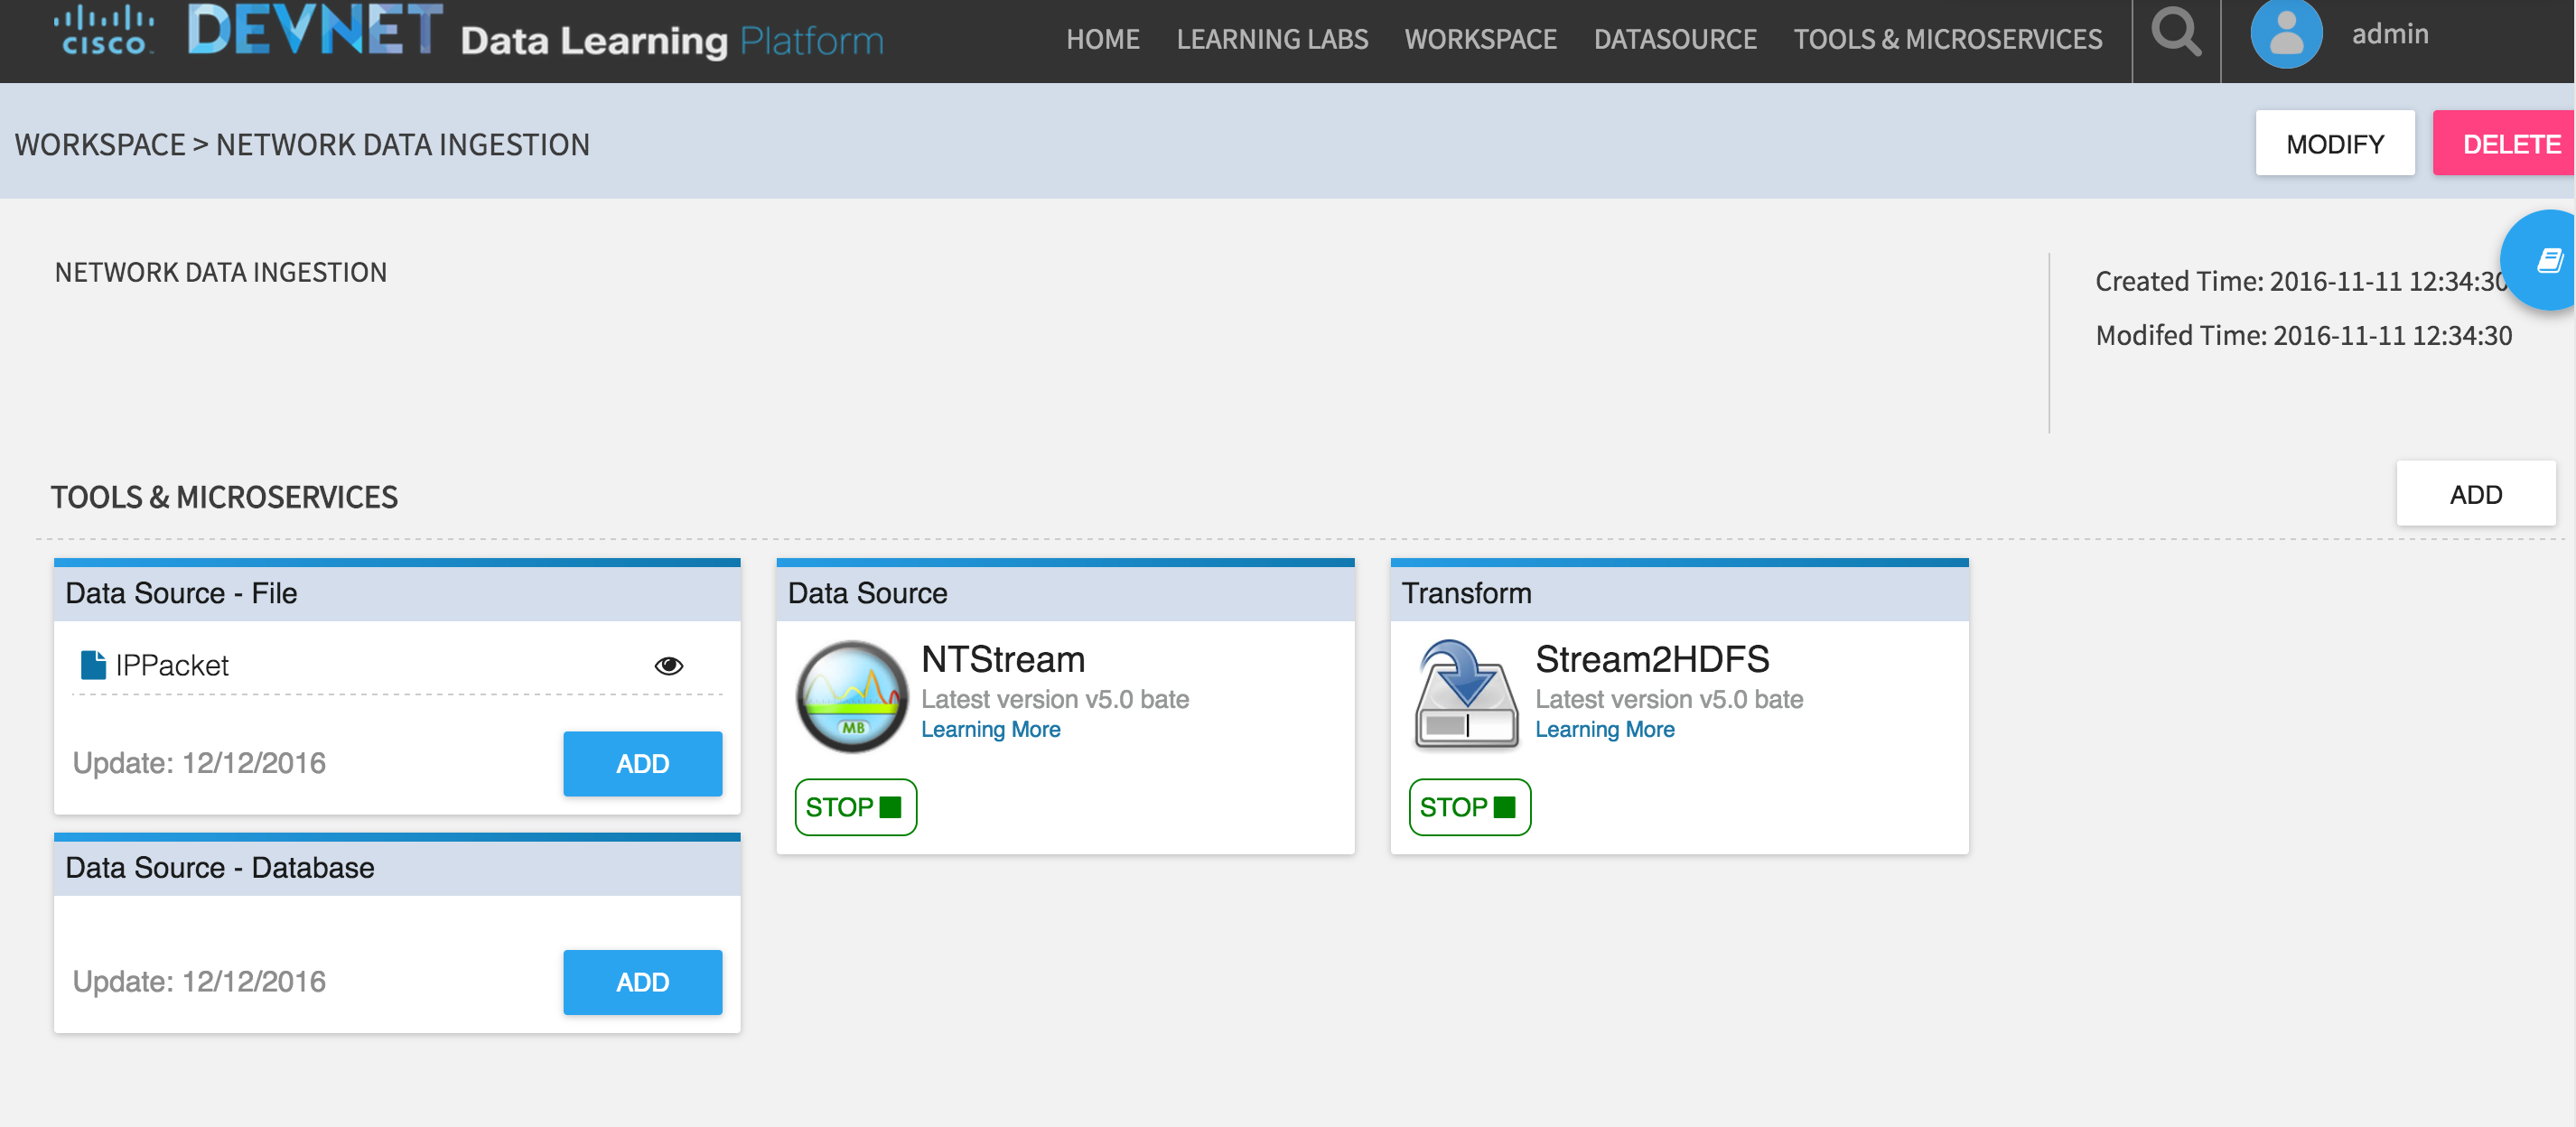 CISCO DEVNET Data Learning Platform HOME LEARNING LABS WORKSPACE DATASOURCE TOOLS & MICROSERVICES admin
WORKSPACE > NETWORK DATA INGESTION MODIFY DELETE
NETWORK DATA INGESTION
Created Time: 2016-11-11 12:34:30
Modifed Time: 2016-11-11 12:34:30
TOOLS & MICROSERVICES ADD
Data Source - File
IPPacket
Update: 12/12/2016 ADD
Data Source - Database
Update: 12/12/2016 ADD
Data Source
NTStream
Latest version v5.0 bate
Learning More
MB
STOP
Transform
Stream2HDFS
Latest version v5.0 bate
Learning More
STOP